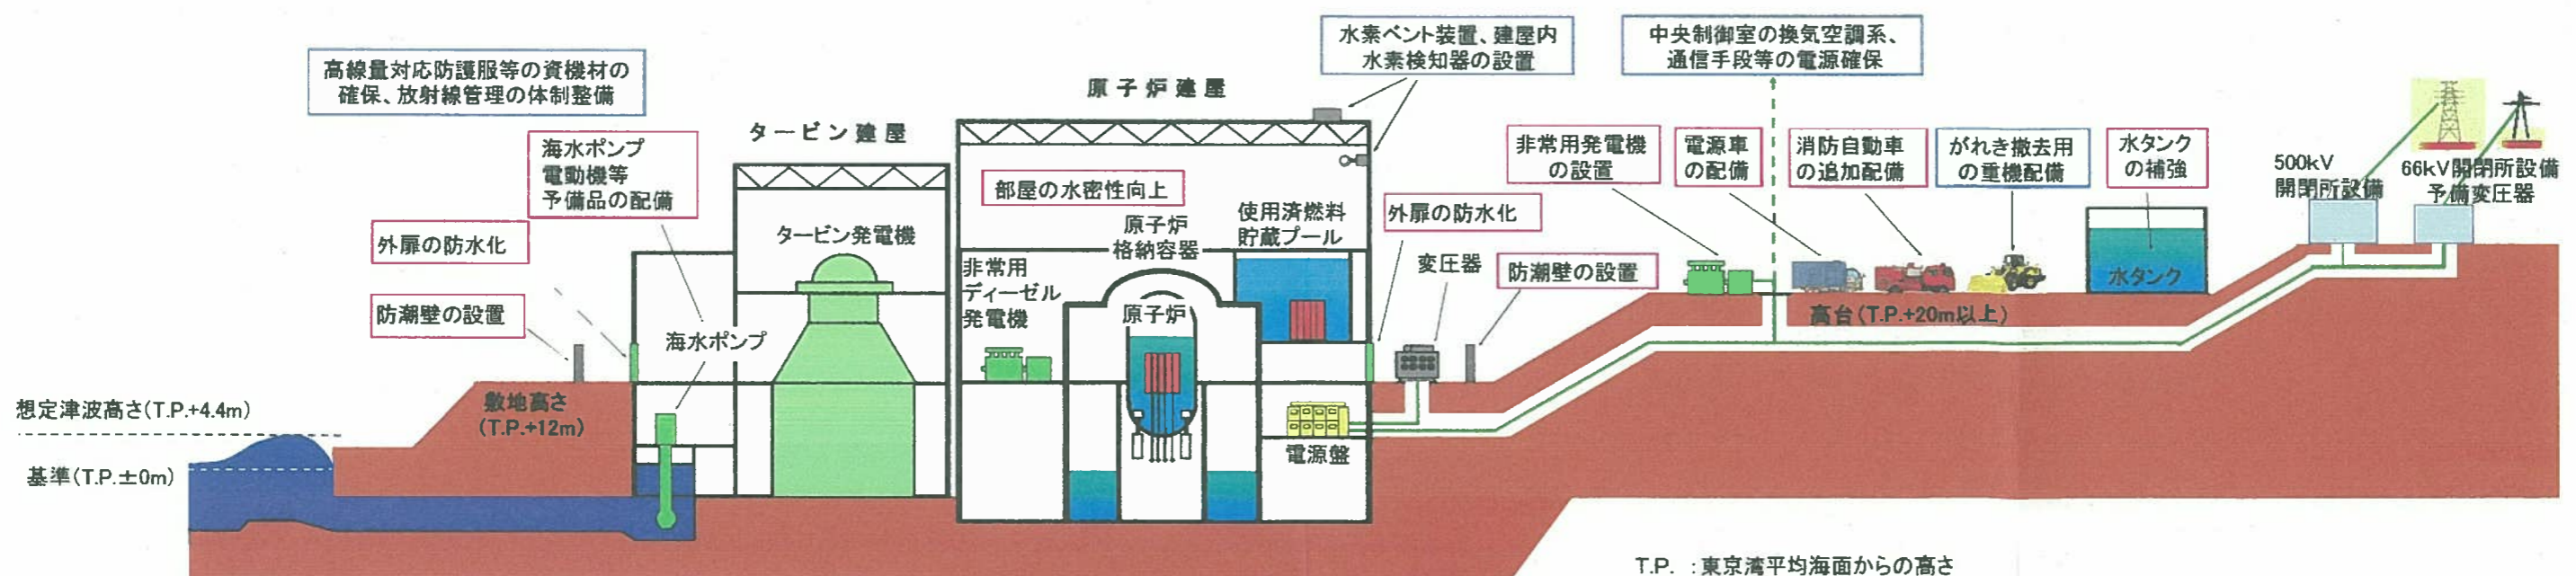 高線量対応防護服等の資機材の
確保、放射線管理の体制整備
水素ベント装置、建屋内
水素検知器の設置
中央制御室の換気空調系、
通信手段等の電源確保
原子炉建屋
タービン建屋
海水ポンプ
電動機等
予備品の配備
外扉の防水化
防潮壁の設置
想定津波高さ(T.P.+4.4m)
基準(T.P.±0m)
敷地高さ
(T.P.+12m)
海水ポンプ
タービン発電機
部屋の水密性向上
非常用
ディーゼル
発電機
原子炉
格納容器
原子炉
使用済燃料
貯蔵プール
電源盤
外扉の防水化
変圧器
防潮壁の設置
非常用発電機
の設置
電源車
の配備
消防自動車
の追加配備
がれき撤去用
の重機配備
水タンク
の補強
水タンク
高台(T.P.+20m以上)
500kV
開閉所設備
66kV開閉所設備
予備変圧器
T.P. :東京湾平均海面からの高さ